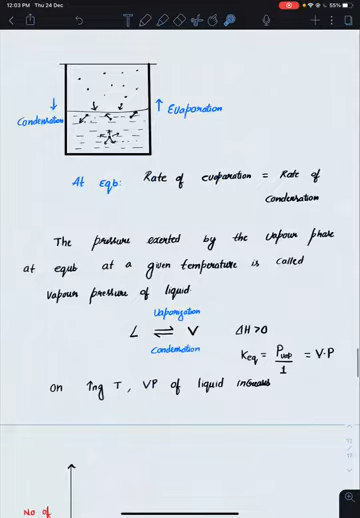 12:03 PM Thu 24 Dec
55%
Condensation
Evaporation
At Eqb: Rate of evaporation = Rate of
condensation
The pressure exerted by the vapour phase
at equb at a given temperature is called
vapour pressure of liquid.
Vaporization
L ⇌ V ΔH>0
Condensation
Keq = Pvap/1 = V.P
on ↑ng T, VP of liquid increases
No of